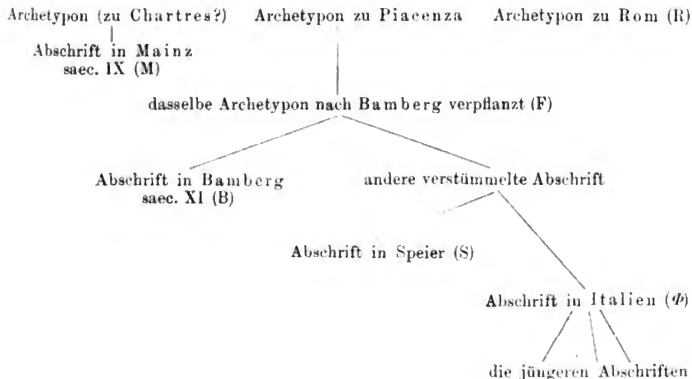 Archetypon (zu Chartres?) Archetypon zu Piacenza Archetypon zu Rom (R)
Abschrift in Mainz
saec. IX (M)
dasselbe Archetypon nach Bamberg verpflanzt (F)
Abschrift in Bamberg andere verstümmelte Abschrift
saec. XI (B)
Abschrift in Speier (S)
Abschrift in Italien (Φ)
die jüngeren Abschriften